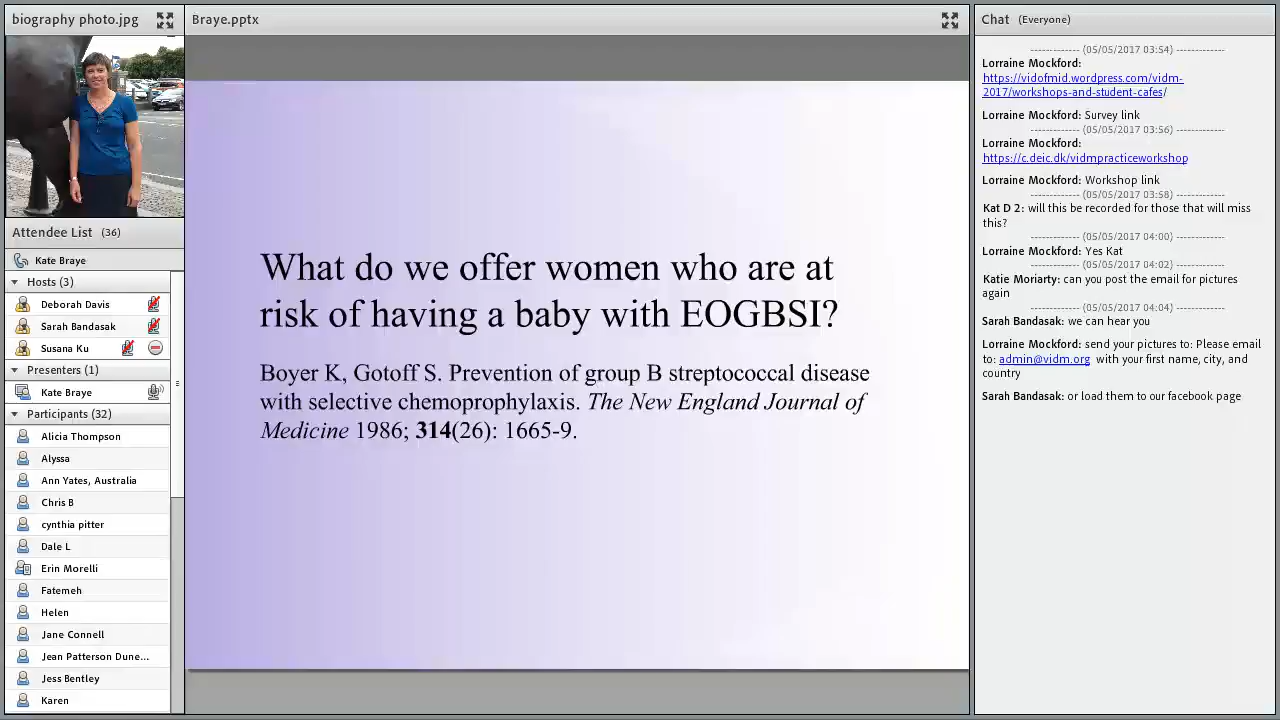 biography photo.jpg
Attendee List (36)
Kate Braye
Hosts (3)
Deborah Davis
Sarah Bandasak
Susana Ku
Presenters (1)
Kate Braye
Participants (32)
Alicia Thompson
Alyssa
Ann Yates, Australia
Chris B
cynthia pitter
Dale L
Erin Morelli
Fatemeh
Helen
Jane Connell
Jean Patterson Dune...
Jess Bentley
Karen
Braye.pptx
What do we offer women who are at
risk of having a baby with EOGBSI?
Boyer K, Gotoff S. Prevention of group B streptococcal disease
with selective chemoprophylaxis. The New England Journal of
Medicine 1986; 314(26): 1665-9.
Chat (Everyone)
------------- (05/05/2017 03:54) -------------
Lorraine Mockford:
https://vidofmid.wordpress.com/vidm-
2017/workshops-and-student-cafes/
Lorraine Mockford: Survey link
------------- (05/05/2017 03:56) -------------
Lorraine Mockford:
https://c.deic.dk/vidmpracticeworkshop
Lorraine Mockford: Workshop link
------------- (05/05/2017 03:58) -------------
Kat D 2: will this be recorded for those that will miss
this?
------------- (05/05/2017 04:00) -------------
Lorraine Mockford: Yes Kat
------------- (05/05/2017 04:02) -------------
Katie Moriarty: can you post the email for pictures
again
------------- (05/05/2017 04:04) -------------
Sarah Bandasak: we can hear you
Lorraine Mockford: send your pictures to: Please email
to: admin@vidm.org with your first name, city, and
country
Sarah Bandasak: or load them to our facebook page